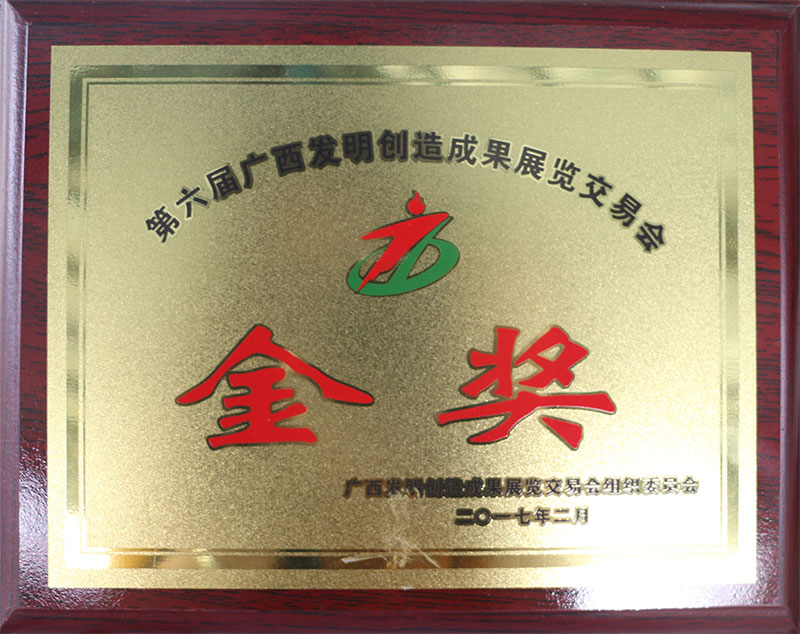 第六届广西发明创造成果展览交易会
金奖
广西发明创造成果展览交易会组织委员会
二〇一七年二月